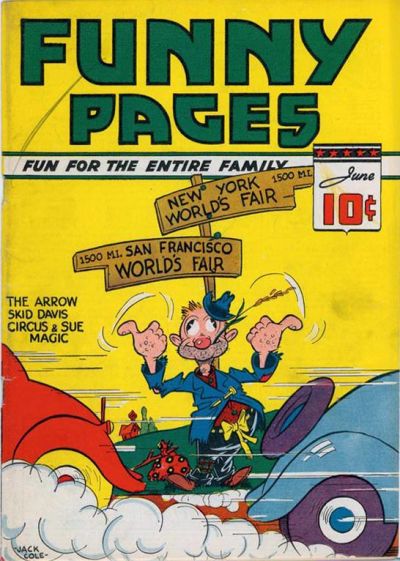 FUNNY
PAGES
FUN FOR THE ENTIRE FAMILY
June
10¢
NEW YORK 1500 MI.
WORLD'S FAIR
1500 MI. SAN FRANCISCO
WORLD'S FAIR
THE ARROW
SKID DAVIS
CIRCUS & SUE
MAGIC
-JACK
COLE-